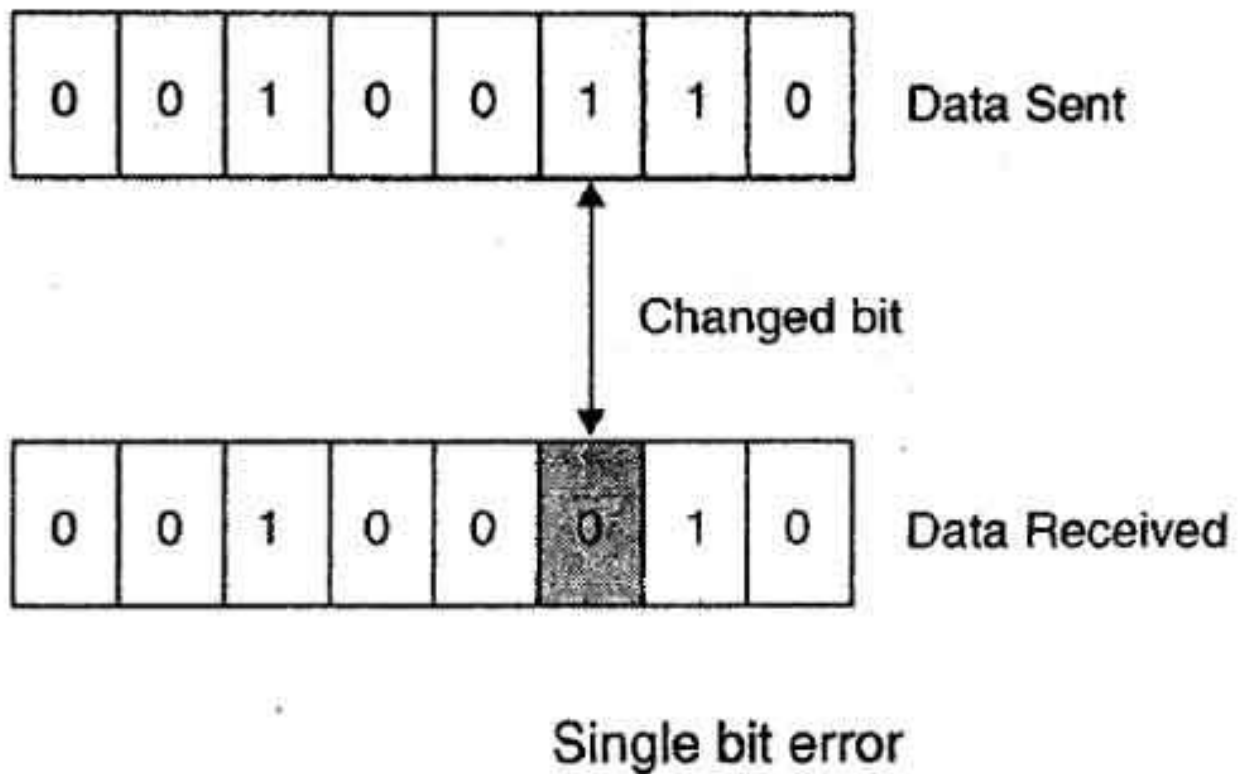 0 0 1 0 0 1 1 0 Data Sent
Changed bit
0 0 1 0 0 0 1 0 Data Received
Single bit error